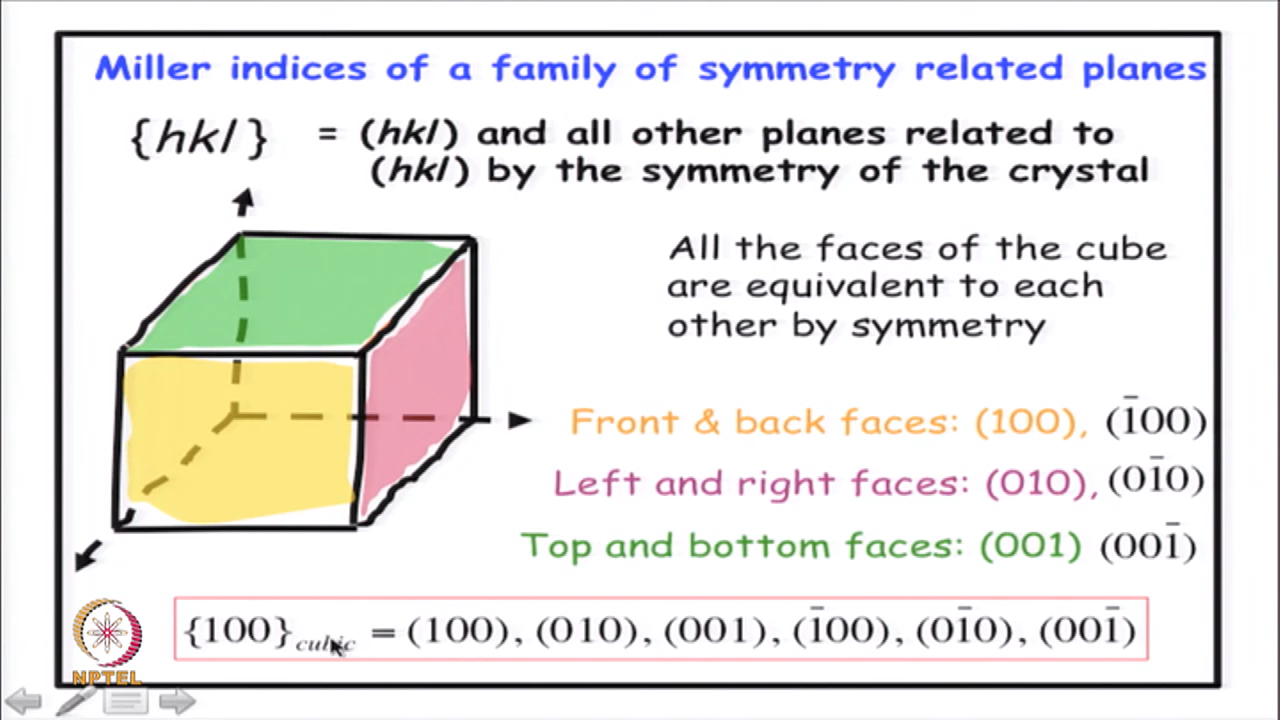 Miller indices of a family of symmetry related planes
{hkl} = (hkl) and all other planes related to
(hkl) by the symmetry of the crystal
All the faces of the cube
are equivalent to each
other by symmetry
Front & back faces: (100), (1̄00)
Left and right faces: (010), (01̄0)
Top and bottom faces: (001) (001̄)
{100}cubic = (100), (010), (001), (1̄00), (01̄0), (001̄)
NPTEL